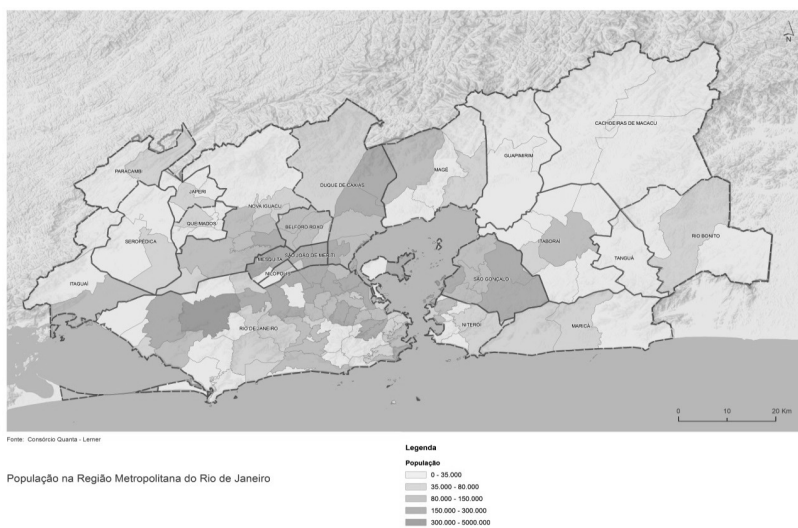 N
CACHOEIRAS DE MACACU
GUAPIMIRIM
MAGÉ
PARACAMBI
DUQUE DE CAXIAS
JAPERI
NOVA IGUAÇU
QUEIMADOS
BELFORD ROXO
SEROPÉDICA
ITABORAÍ
RIO BONITO
MESQUITA
SÃO JOÃO DE MERITI
TANGUÁ
NILÓPOLIS
ITAGUAÍ
SÃO GONÇALO
RIO DE JANEIRO
NITERÓI
MARICÁ
0 10 20 Km
Fonte: Consórcio Quanta - Lerner
População na Região Metropolitana do Rio de Janeiro
Legenda
População
0 - 35.000
35.000 - 80.000
80.000 - 150.000
150.000 - 300.000
300.000 - 5000.000